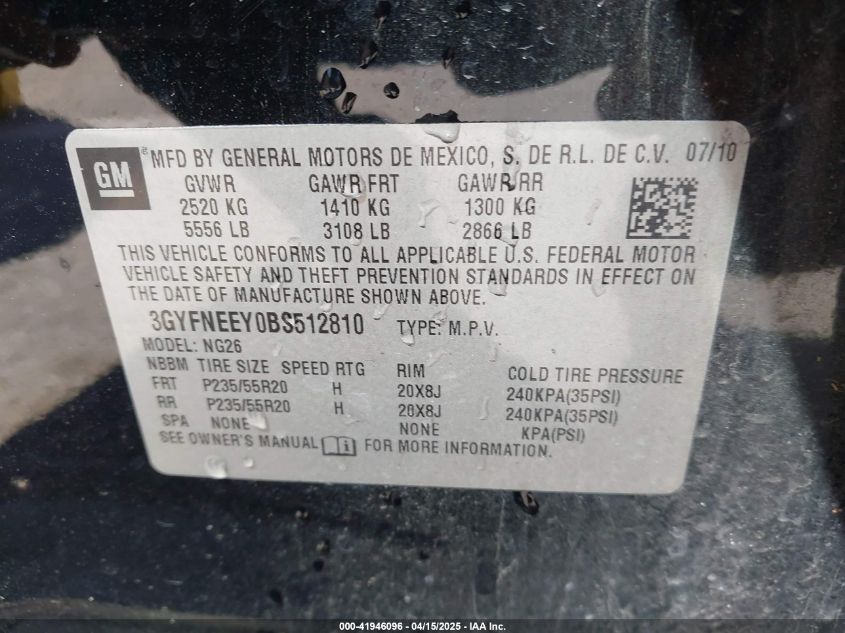 GM ® MFD BY GENERAL MOTORS DE MEXICO, S. DE R.L. DE C.V. 07/10
GVWR GAWR FRT GAWR RR
2520 KG 1410 KG 1300 KG
5556 LB 3108 LB 2866 LB
THIS VEHICLE CONFORMS TO ALL APPLICABLE U.S. FEDERAL MOTOR
VEHICLE SAFETY AND THEFT PREVENTION STANDARDS IN EFFECT ON
THE DATE OF MANUFACTURE SHOWN ABOVE.
3GYFNEEY0BS512810 TYPE: M.P.V.
MODEL: NG26
NBBM TIRE SIZE SPEED RTG RIM COLD TIRE PRESSURE
FRT P235/55R20 H 20X8J 240KPA(35PSI)
RR P235/55R20 H 20X8J 240KPA(35PSI)
SPA NONE NONE KPA(PSI)
SEE OWNER'S MANUAL FOR MORE INFORMATION.
000-41946096 - 04/15/2025 - IAA Inc.